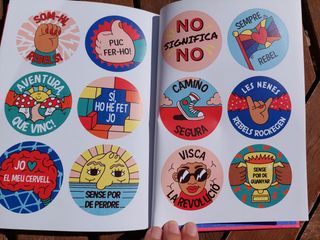 SOM-HI,
REBELS!
PUC
FER-HO!
AVENTURA
QUE VINC!
SÍ,
HO HE FET
JO
JO
EL MEU CERVELL
SENSE POR
DE PERDRE...
NO
SIGNIFICA
NO
SEMPRE
REBEL
CAMINO
SEGURA
LES NENES
REBELS ROCKEGEN
VISCA
LA REVOLUCIÓ
SENSE POR
DE GUANYAR